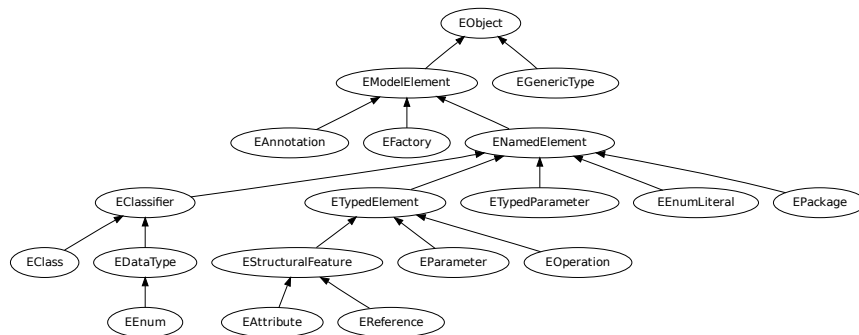 EObject
EModelElement
EGenericType
EAnnotation
EFactory
ENamedElement
EClassifier
ETypedElement
ETypedParameter
EEnumLiteral
EPackage
EClass
EDataType
EStructuralFeature
EParameter
EOperation
EEnum
EAttribute
EReference